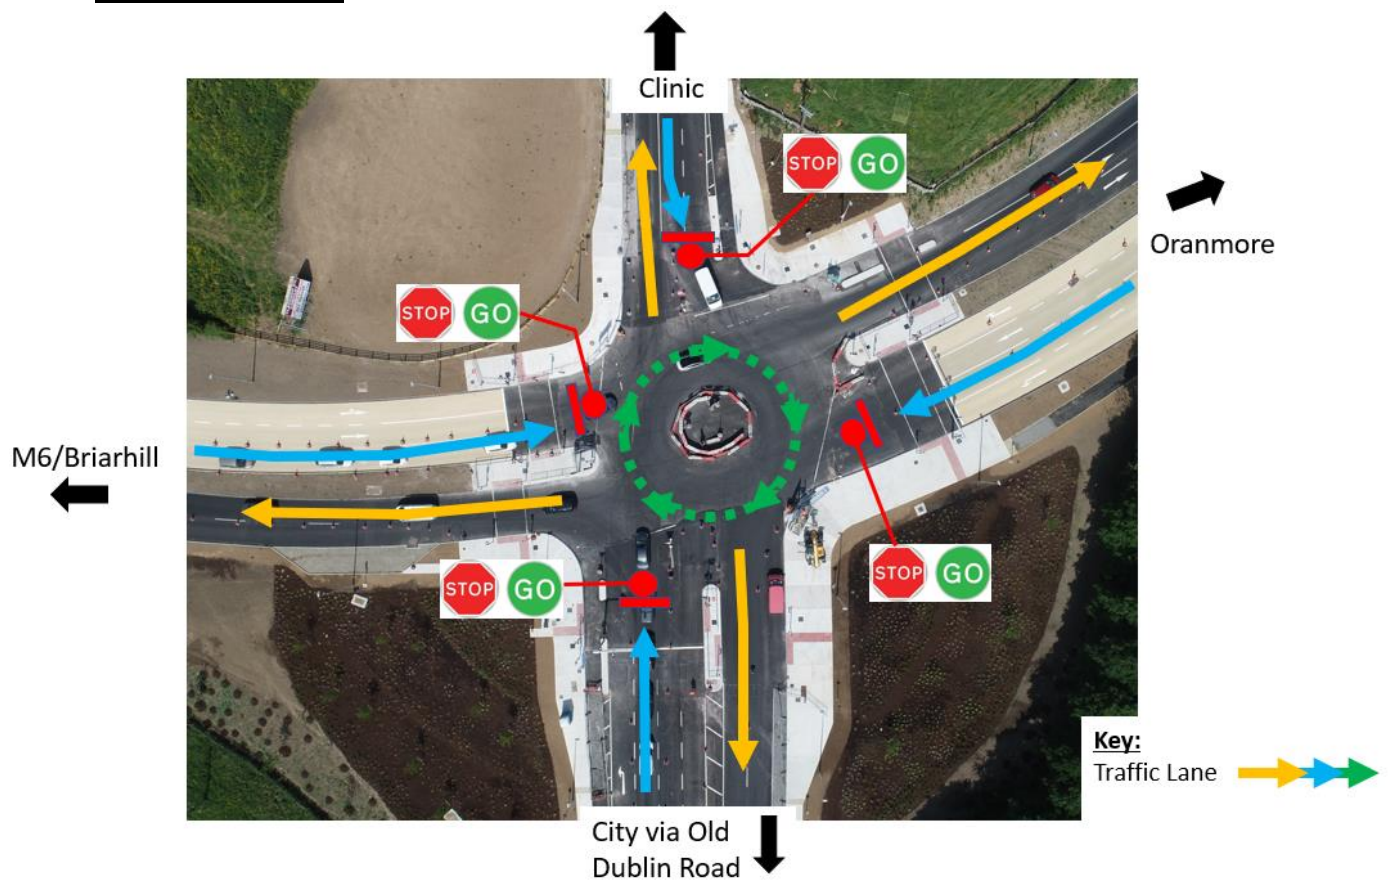 Clinic
STOP GO
Oranmore
STOP GO
M6/Briarhill
STOP GO
STOP GO
Key:
Traffic Lane
City via Old
Dublin Road